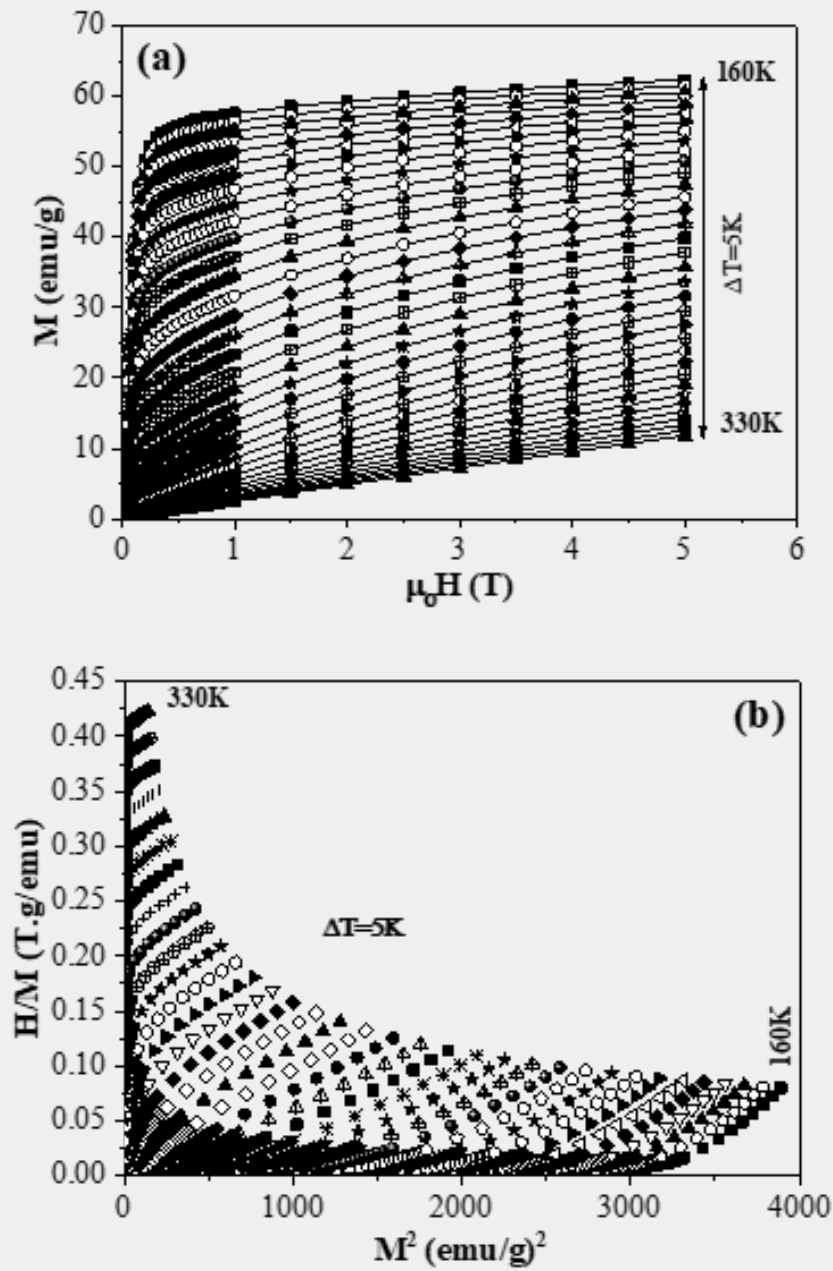 (a)
70
60
50
40
30
20
10
0
M (emu/g)
160K
ΔT=5K
330K
0 1 2 3 4 5 6
μ₀H (T)
(b)
0.45
0.40
0.35
0.30
0.25
0.20
0.15
0.10
0.05
0.00
H/M (T.g/emu)
330K
ΔT=5K
160K
0 1000 2000 3000 4000
M² (emu/g)²